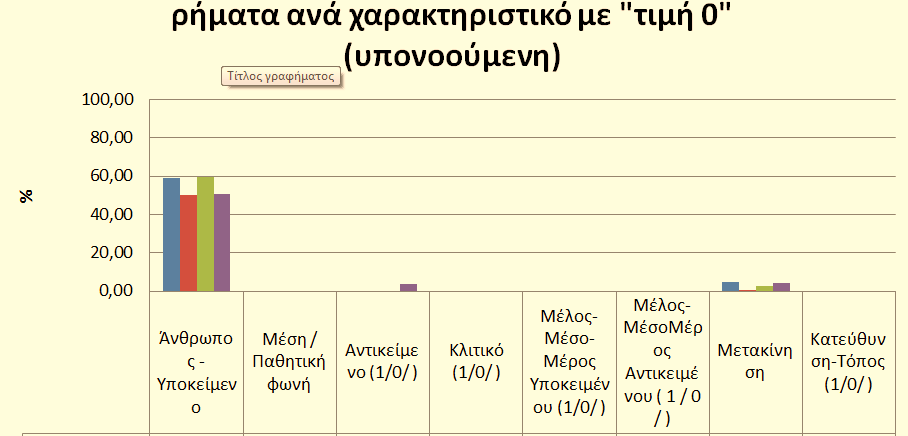 ρήματα ανά χαρακτηριστικό με "τιμή 0"
(υπονοούμενη)
Τίτλος γραφήματος
100,00
80,00
60,00
40,00
20,00
0,00
%
Άνθρωπο
ς -
Υποκείμεν
ο
Μέση /
Παθητική
φωνή
Αντικείμε
νο (1/0/ )
Κλιτικό
(1/0/ )
Μέλος-
Μέσο-
Μέρος
Υποκειμέν
ου (1/0/ )
Μέλος-
ΜέσοΜέρ
ος
Αντικειμέ
νου ( 1 / 0
/ )
Μετακίνη
ση
Κατεύθυν
ση-Τόπος
(1/0/ )